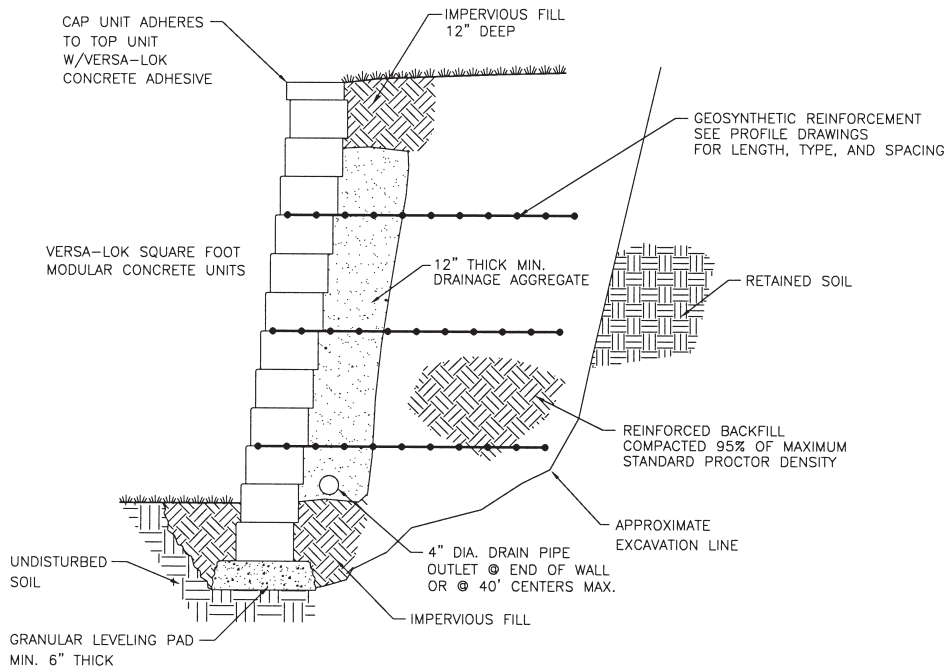 CAP UNIT ADHERES
TO TOP UNIT
W/VERSA-LOK
CONCRETE ADHESIVE
IMPERVIOUS FILL
12" DEEP
GEOSYNTHETIC REINFORCEMENT
SEE PROFILE DRAWINGS
FOR LENGTH, TYPE, AND SPACING
VERSA-LOK SQUARE FOOT
MODULAR CONCRETE UNITS
12" THICK MIN.
DRAINAGE AGGREGATE
RETAINED SOIL
REINFORCED BACKFILL
COMPACTED 95% OF MAXIMUM
STANDARD PROCTOR DENSITY
APPROXIMATE
EXCAVATION LINE
4" DIA. DRAIN PIPE
OUTLET @ END OF WALL
OR @ 40' CENTERS MAX.
UNDISTURBED
SOIL
IMPERVIOUS FILL
GRANULAR LEVELING PAD
MIN. 6" THICK